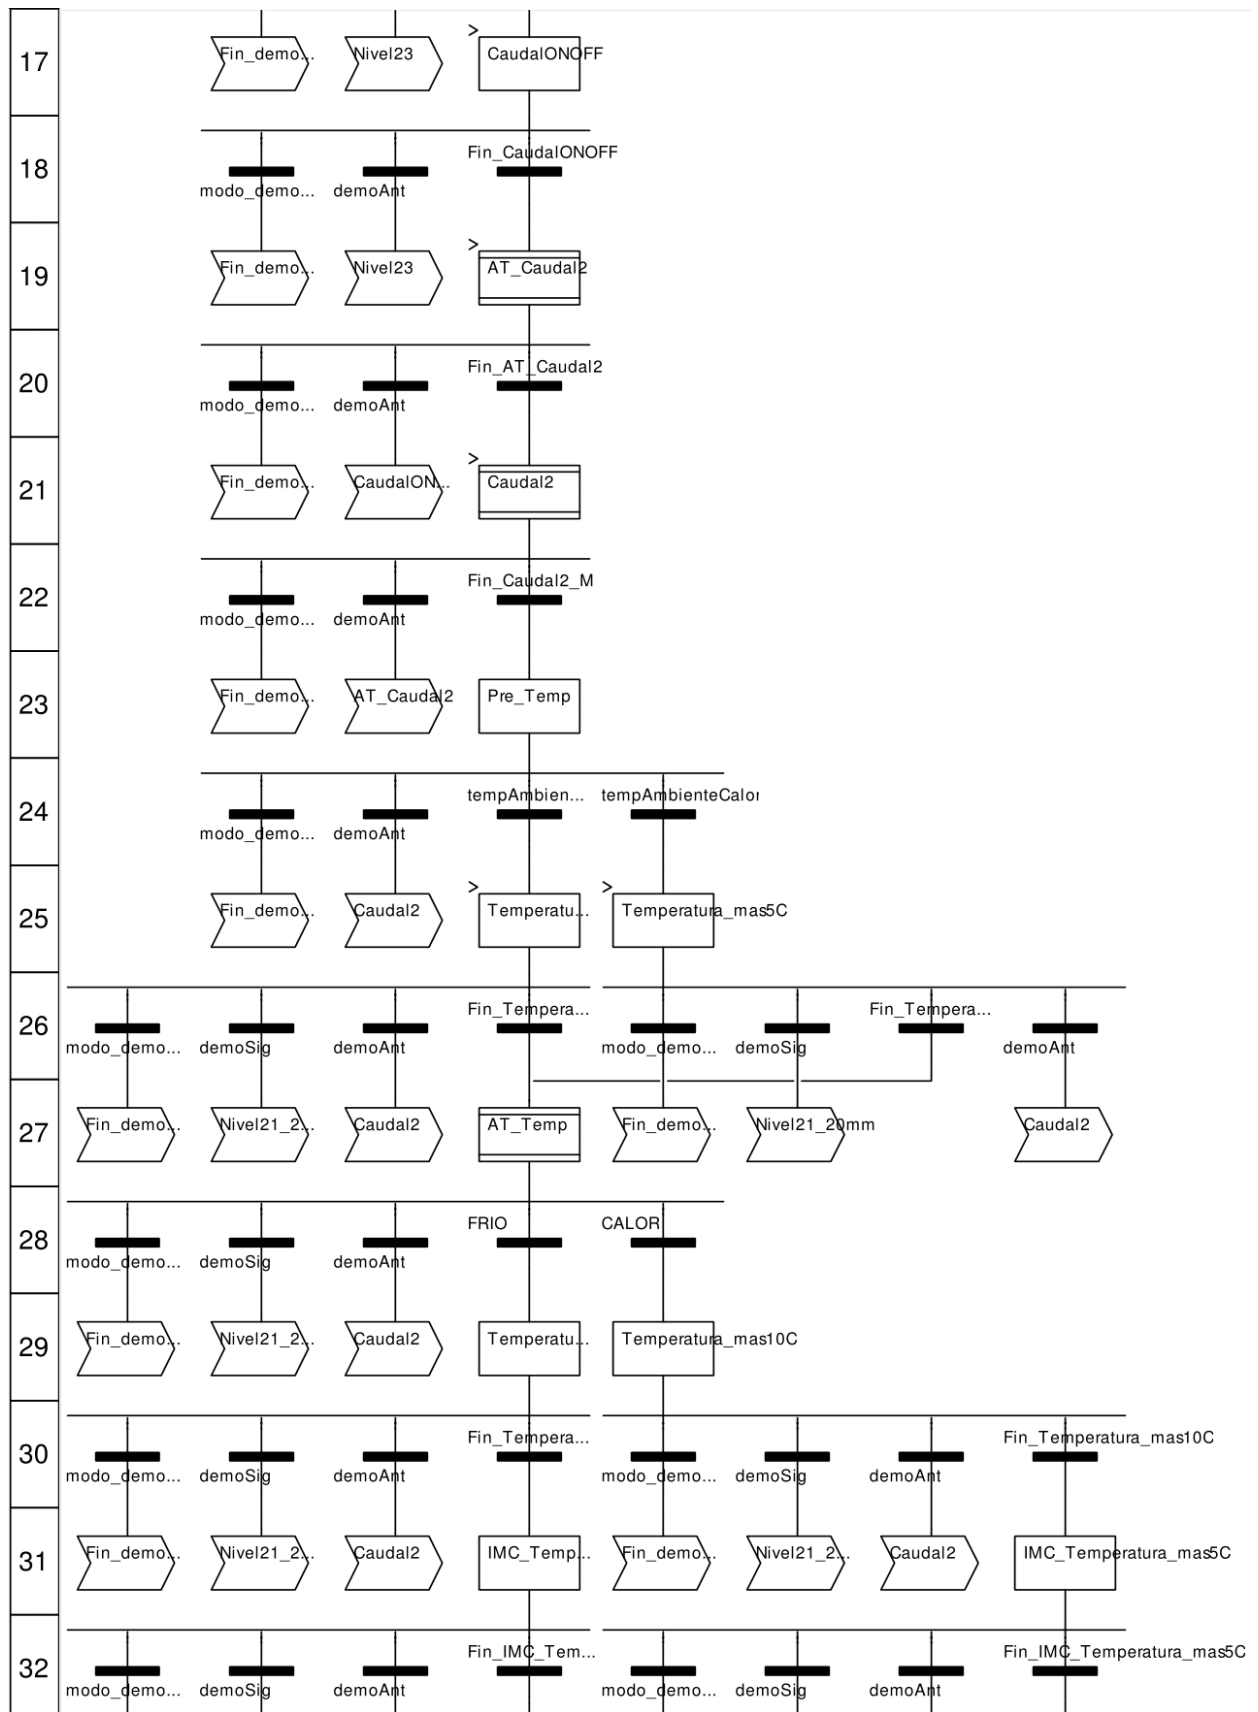 17
Fin_demo...
Nivel23
>
CaudalONOFF
18
Fin_CaudalONOFF
modo_demo...
demoAnt
19
Fin_demo...
Nivel23
>
AT_Caudal2
20
Fin_AT_Caudal2
modo_demo...
demoAnt
21
Fin_demo...
CaudalON...
>
Caudal2
22
Fin_Caudal2_M
modo_demo...
demoAnt
23
Fin_demo...
AT_Caudal2
Pre_Temp
24
tempAmbien...
tempAmbienteCalor
modo_demo...
demoAnt
25
Fin_demo...
Caudal2
>
Temperatu...
>
Temperatura_mas5C
26
Fin_Tempera...
Fin_Tempera...
modo_demo...
demoSig
demoAnt
modo_demo...
demoSig
demoAnt
27
Fin_demo...
Nivel21_2...
Caudal2
AT_Temp
Fin_demo...
Nivel21_20mm
Caudal2
28
FRIO
CALOR
modo_demo...
demoSig
demoAnt
29
Fin_demo...
Nivel21_2...
Caudal2
Temperatu...
Temperatura_mas10C
30
Fin_Tempera...
Fin_Temperatura_mas10C
modo_demo...
demoSig
demoAnt
modo_demo...
demoSig
demoAnt
31
Fin_demo...
Nivel21_2...
Caudal2
IMC_Temp...
Fin_demo...
Nivel21_2...
Caudal2
IMC_Temperatura_mas5C
32
Fin_IMC_Tem...
Fin_IMC_Temperatura_mas5C
modo_demo...
demoSig
demoAnt
modo_demo...
demoSig
demoAnt